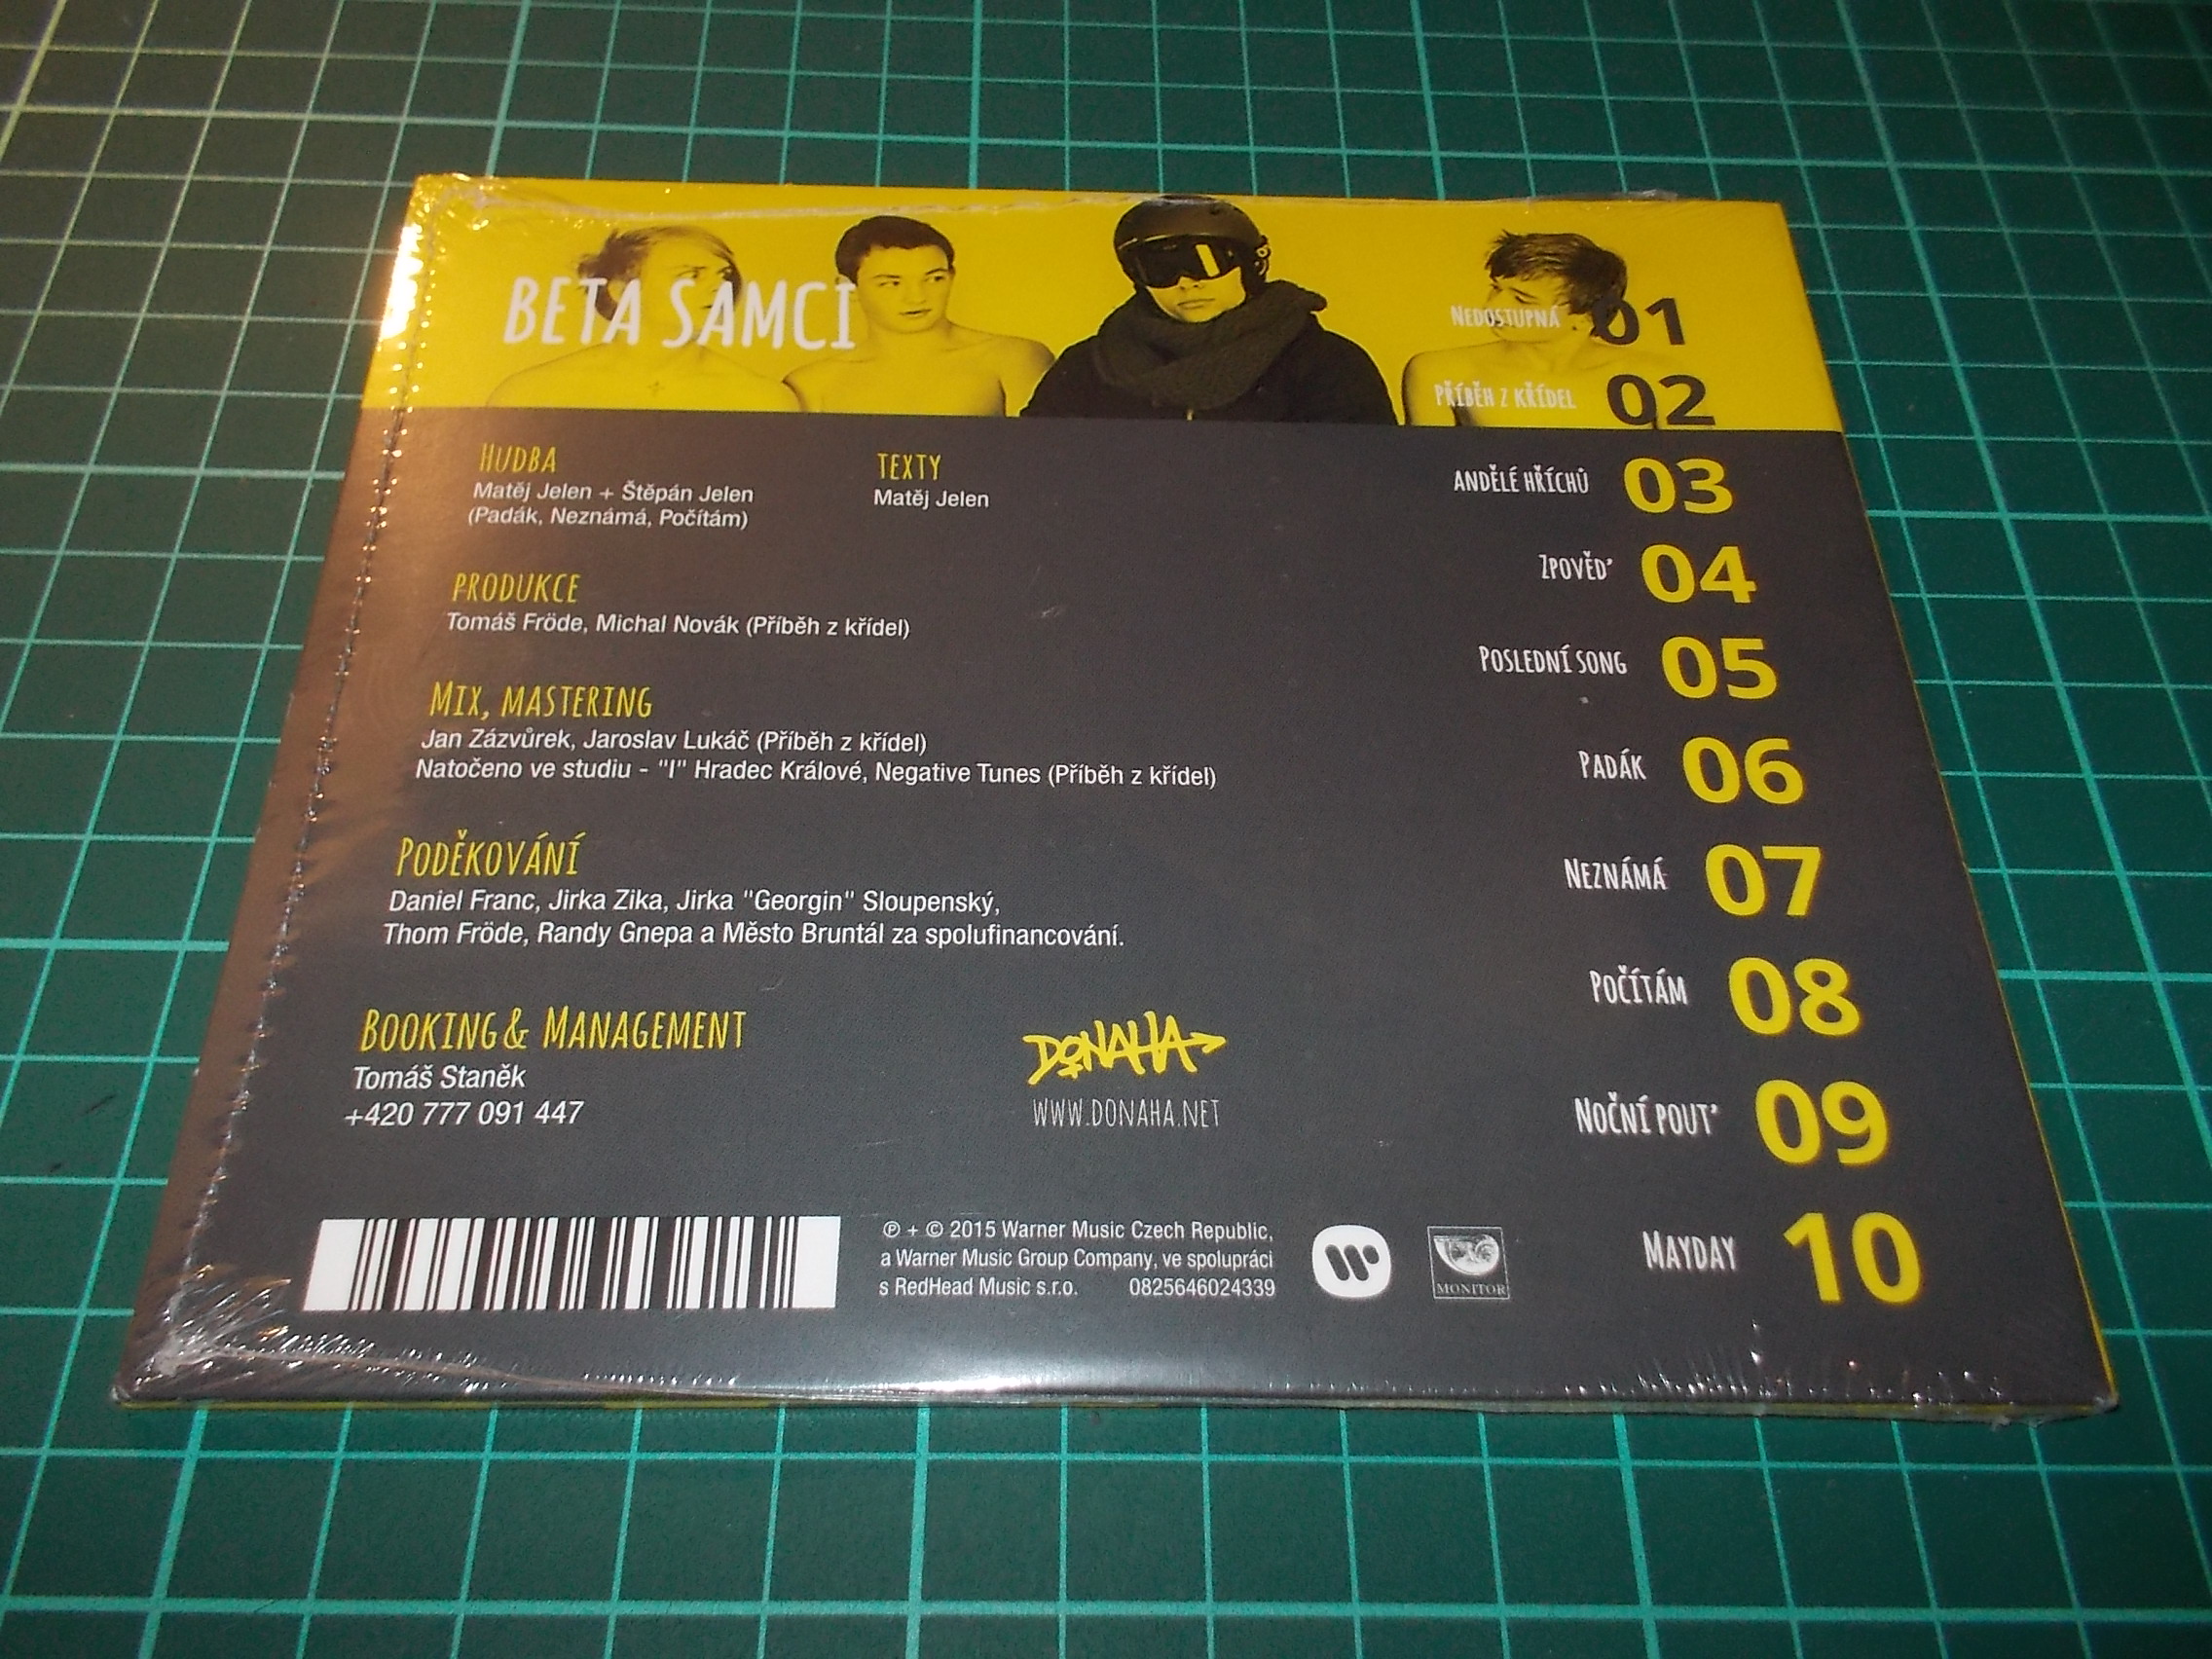 BETA SAMCI
HUDBA
Matěj Jelen + Štěpán Jelen
(Padák, Neznámá, Počítám)
TEXTY
Matěj Jelen
PRODUKCE
Tomáš Fröde, Michal Novák (Příběh z křídel)
MIX, MASTERING
Jan Zázvůrek, Jaroslav Lukáč (Příběh z křídel)
Natočeno ve studiu - "I" Hradec Králové, Negative Tunes (Příběh z křídel)
PODĚKOVÁNÍ
Daniel Franc, Jirka Zika, Jirka "Georgin" Sloupenský,
Thom Fröde, Randy Gnepa a Město Bruntál za spolufinancování.
BOOKING & MANAGEMENT
Tomáš Staněk
+420 777 091 447
DONAHA
WWW.DONAHA.NET
℗ + © 2015 Warner Music Czech Republic,
a Warner Music Group Company, ve spolupráci
s RedHead Music s.r.o. 0825646024339
MONITOR
NEDOSTUPNÁ 01
PŘÍBĚH Z KŘÍDEL 02
ANDĚLÉ HŘÍCHŮ 03
ZPOVĚĎ 04
POSLEDNÍ SONG 05
PADÁK 06
NEZNÁMÁ 07
POČÍTÁM 08
NOČNÍ POUŤ 09
MAYDAY 10